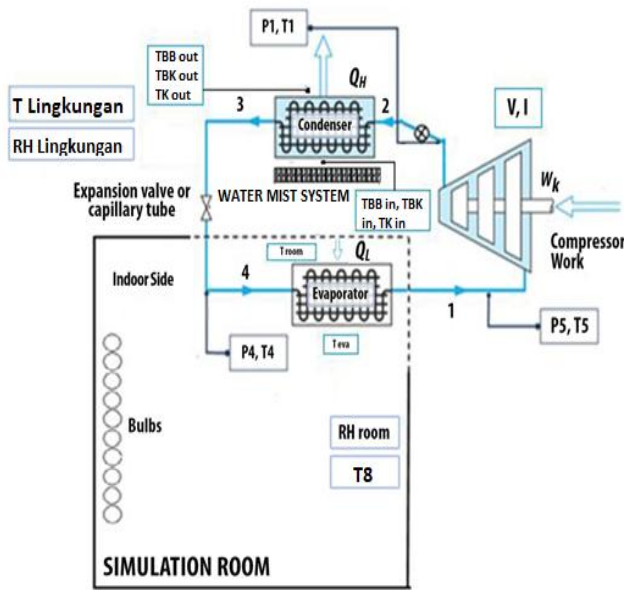 P1, T1
TBB out
TBK out
TK out
T Lingkungan
RH Lingkungan
3
QH
2
Condenser
V, I
Expansion valve or
capillary tube
WATER MIST SYSTEM
TBB in, TBK
in, TK in
Wk
Compressor
Work
T room
QL
Indoor Side
4
Evaporator
1
T eva
P4, T4
P5, T5
Bulbs
RH room
T8
SIMULATION ROOM